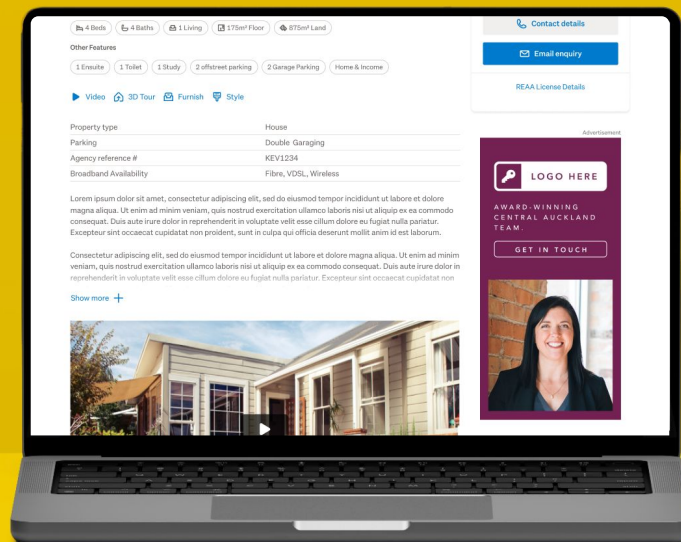 4 Beds 4 Baths 1 Living 175m² Floor 875m² Land
Other Features
1 Ensuite 1 Toilet 1 Study 2 offstreet parking 2 Garage Parking Home & Income
Video 3D Tour Furnish Style
Property type House
Parking Double Garaging
Agency reference # KEV1234
Broadband Availability Fibre, VDSL, Wireless
Lorem ipsum dolor sit amet, consectetur adipiscing elit, sed do eiusmod tempor incididunt ut labore et dolore
magna aliqua. Ut enim ad minim veniam, quis nostrud exercitation ullamco laboris nisi ut aliquip ex ea commodo
consequat. Duis aute irure dolor in reprehenderit in voluptate velit esse cillum dolore eu fugiat nulla pariatur.
Excepteur sint occaecat cupidatat non proident, sunt in culpa qui officia deserunt mollit anim id est laborum.
Consectetur adipiscing elit, sed do eiusmod tempor incididunt ut labore et dolore magna aliqua. Ut enim ad minim
veniam, quis nostrud exercitation ullamco laboris nisi ut aliquip ex ea commodo consequat. Duis aute irure dolor in
reprehenderit in voluptate velit esse cillum dolore eu fugiat nulla pariatur. Excepteur sint occaecat cupidatat non
Show more
Contact details
Email enquiry
REAA License Details
Advertisement
LOGO HERE
AWARD-WINNING
CENTRAL AUCKLAND
TEAM.
GET IN TOUCH